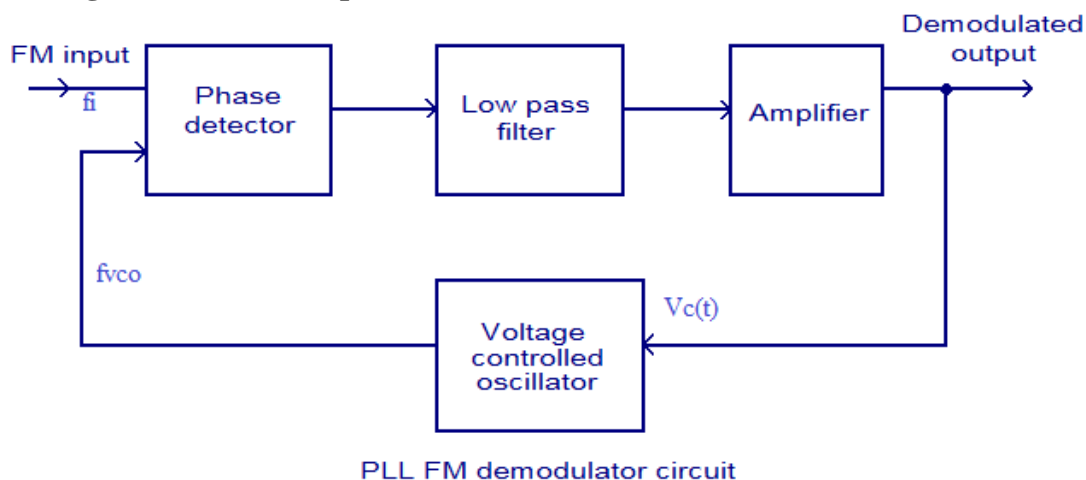 Demodulated
output
FM input
fi
Phase
detector
Low pass
filter
Amplifier
fvco
Vc(t)
Voltage
controlled
oscillator
PLL FM demodulator circuit